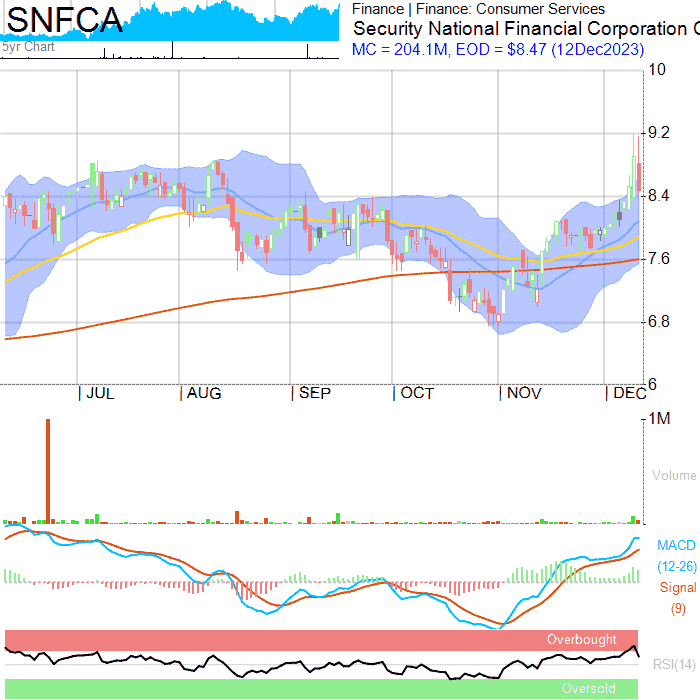 SNFCA
5yr Chart
Finance | Finance: Consumer Services
Security National Financial Corporation C
MC = 204.1M, EOD = $8.47 (12Dec2023)
10
9.2
8.4
7.6
6.8
6
|JUL |AUG |SEP |OCT |NOV |DEC
1M
Volume
MACD
(12-26)
Signal
(9)
Overbought
RSI(14)
Oversold